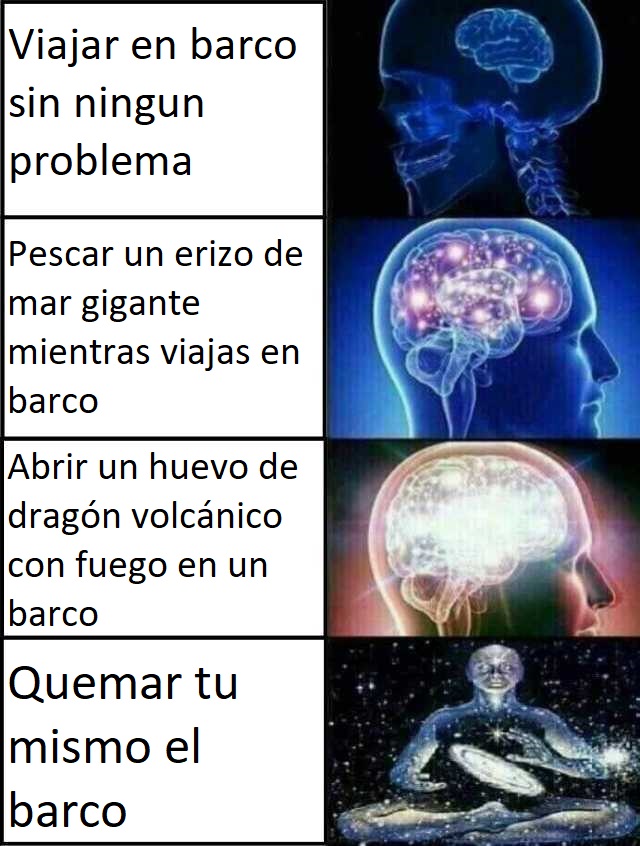 Viajar en barco
sin ningun
problema
Pescar un erizo de
mar gigante
mientras viajas en
barco
Abrir un huevo de
dragón volcánico
con fuego en un
barco
Quemar tu
mismo el
barco